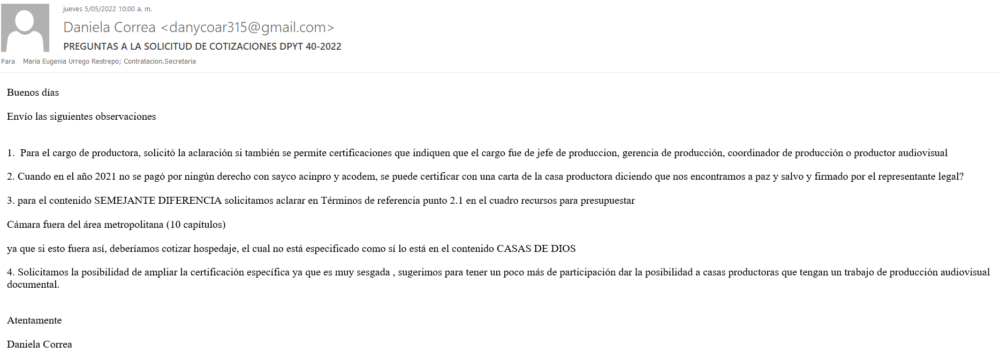 jueves 5/05/2022 10:00 a. m.
Daniela Correa <danycoar315@gmail.com>
PREGUNTAS A LA SOLICITUD DE COTIZACIONES DPYT 40-2022
Para Maria Eugenia Urrego Restrepo; Contratacion.Secretaria
Buenos días
Envío las siguientes observaciones
1. Para el cargo de productora, solicitó la aclaración si también se permite certificaciones que indiquen que el cargo fue de jefe de produccion, gerencia de producción, coordinador de producción o productor audiovisual
2. Cuando en el año 2021 no se pagó por ningún derecho con sayco acinpro y acodem, se puede certificar con una carta de la casa productora diciendo que nos encontramos a paz y salvo y firmado por el representante legal?
3. para el contenido SEMEJANTE DIFERENCIA solicitamos aclarar en Términos de referencia punto 2.1 en el cuadro recursos para presupuestar
Cámara fuera del área metropolitana (10 capítulos)
ya que si esto fuera así, deberíamos cotizar hospedaje, el cual no está especificado como sí lo está en el contenido CASAS DE DIOS
4. Solicitamos la posibilidad de ampliar la certificación específica ya que es muy sesgada , sugerimos para tener un poco más de participación dar la posibilidad a casas productoras que tengan un trabajo de producción audiovisual
documental.
Atentamente
Daniela Correa